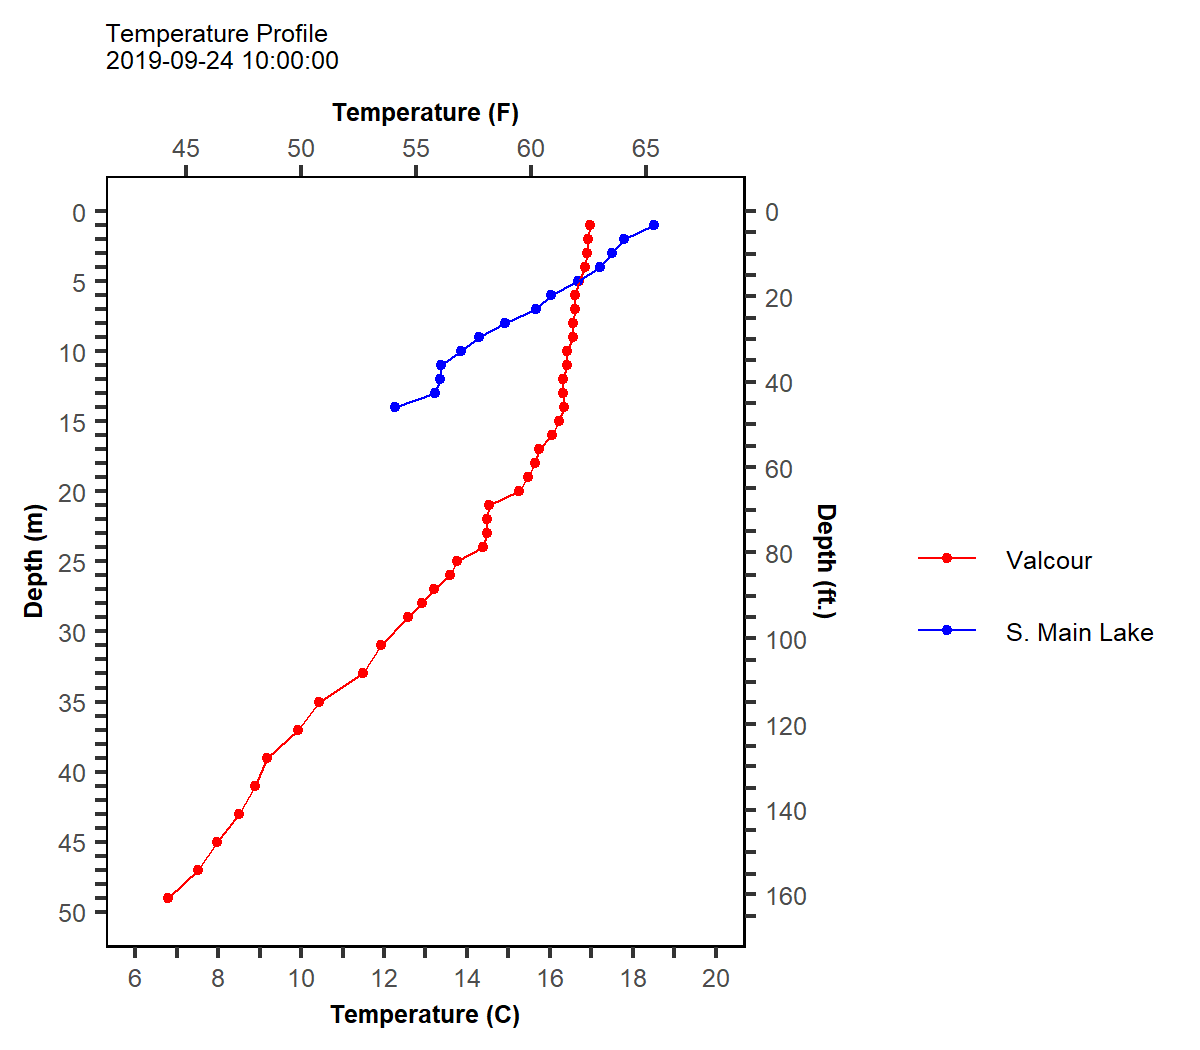 Temperature Profile
2019-09-24 10:00:00
Temperature (F)
45 50 55 60 65
0 0
5 20
10 40
15 60
20 80
25 100
30 120
35 140
40 160
45
50
Depth (m)
Depth (ft.)
Valcour
S. Main Lake
6 8 10 12 14 16 18 20
Temperature (C)